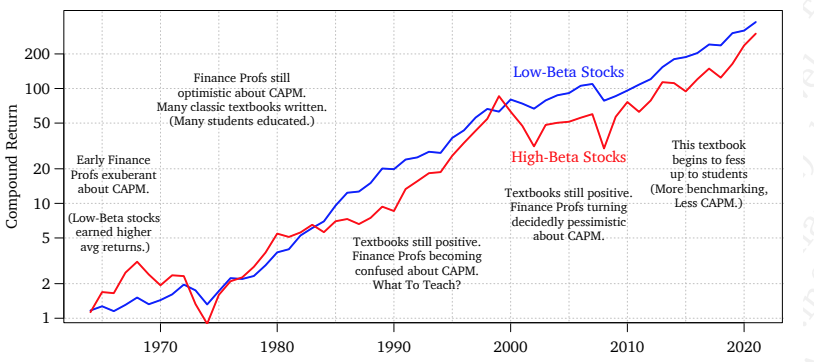 Compound Return
200
100
50
20
10
5
2
1
1970
1980
1990
2000
2010
2020
Early Finance
Profs exuberant
about CAPM.
(Low-Beta stocks
earned higher
avg returns.)
Finance Profs still
optimistic about CAPM.
Many classic textbooks written.
(Many students educated.)
Textbooks still positive.
Finance Profs becoming
confused about CAPM.
What To Teach?
Low-Beta Stocks
High-Beta Stocks
Textbooks still positive.
Finance Profs turning
decidedly pessimistic
about CAPM.
This textbook
begins to fess
up to students
(More benchmarking,
Less CAPM.)